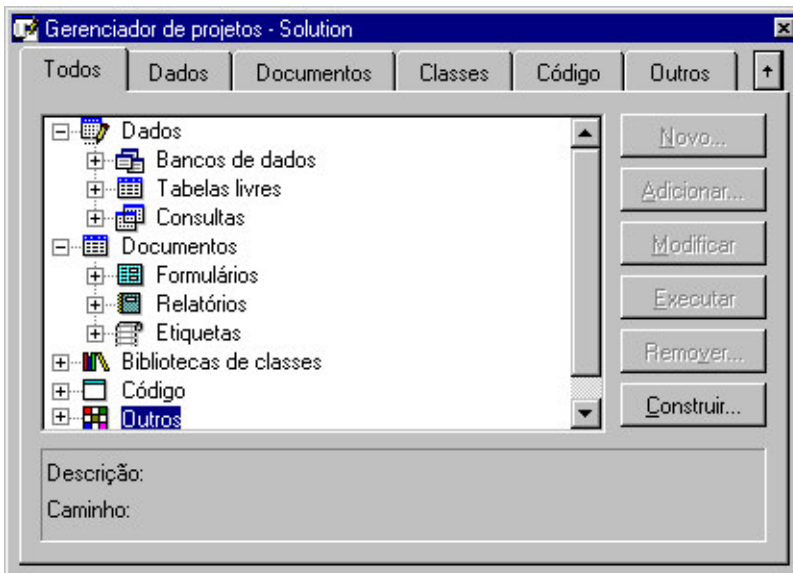 Gerenciador de projetos - Solution
Todos Dados Documentos Classes Código Outros
Dados
Bancos de dados
Tabelas livres
Consultas
Documentos
Formulários
Relatórios
Etiquetas
Bibliotecas de classes
Código
Outros
Novo...
Adicionar...
Modificar
Executar
Remover...
Construir...
Descrição:
Caminho: